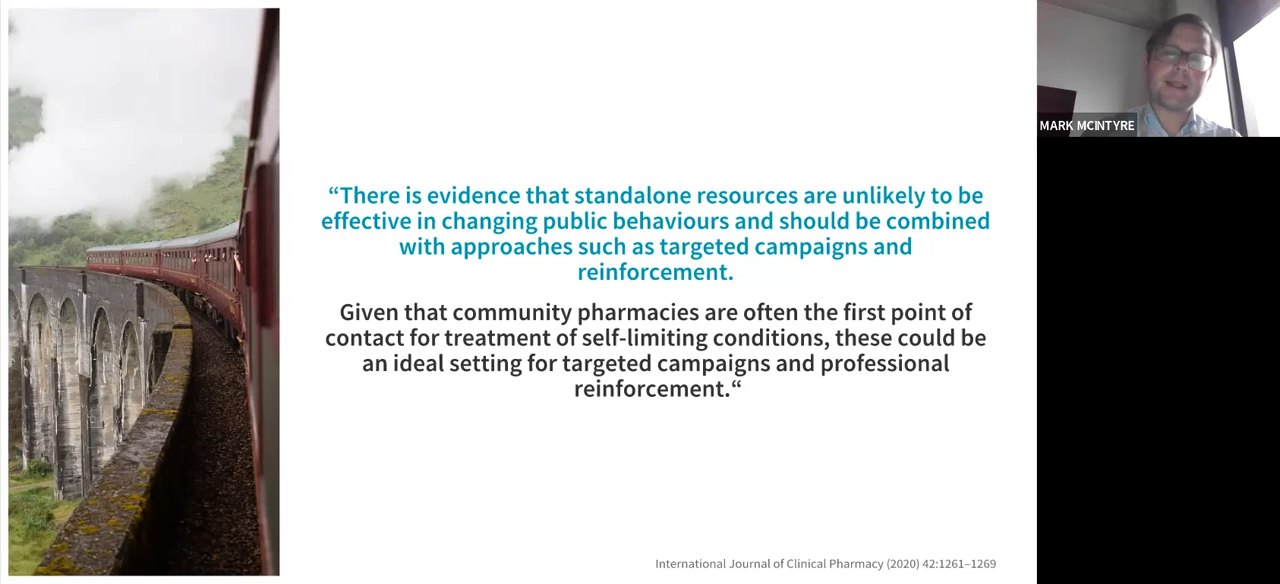 “There is evidence that standalone resources are unlikely to be
effective in changing public behaviours and should be combined
with approaches such as targeted campaigns and
reinforcement.
Given that community pharmacies are often the first point of
contact for treatment of self-limiting conditions, these could be
an ideal setting for targeted campaigns and professional
reinforcement.“
International Journal of Clinical Pharmacy (2020) 42:1261–1269
MARK MCINTYRE